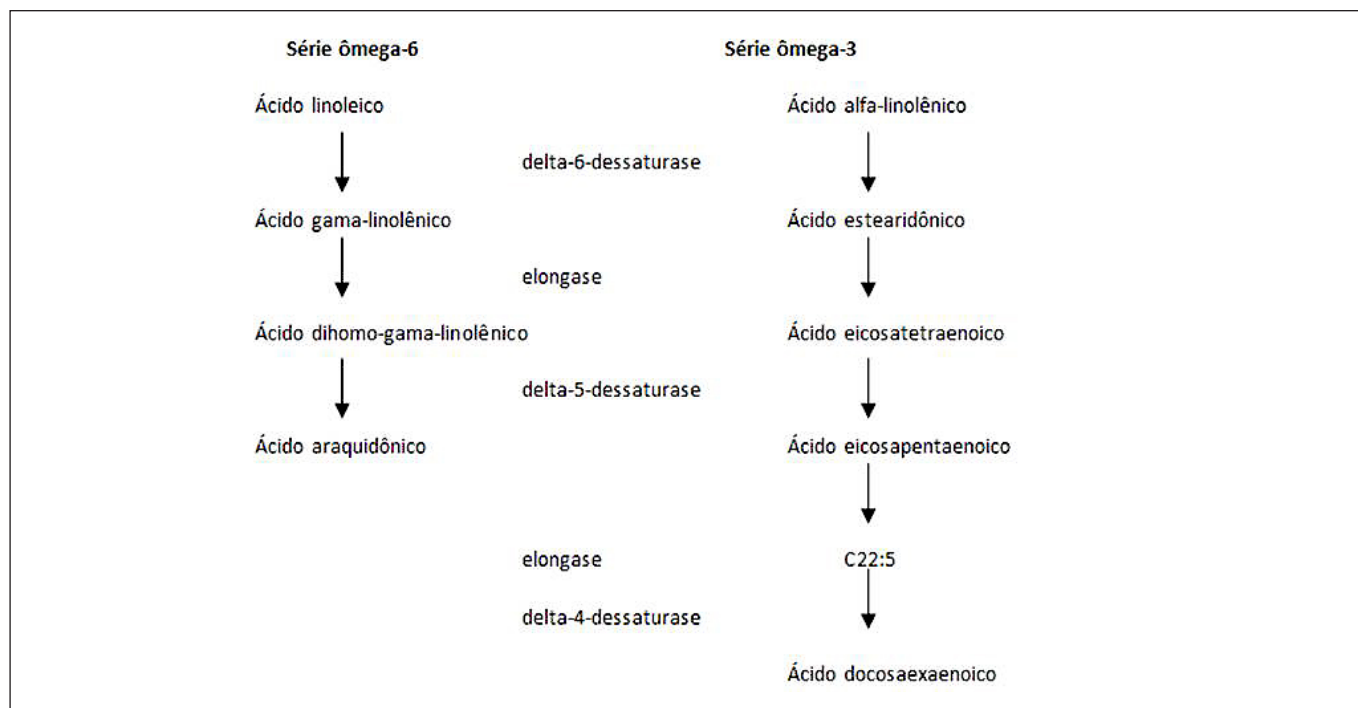 Série ômega-6 Série ômega-3
Ácido linoleico Ácido alfa-linolênico
delta-6-dessaturase
Ácido gama-linolênico Ácido estearidônico
elongase
Ácido dihomo-gama-linolênico Ácido eicosatetraenoico
delta-5-dessaturase
Ácido araquidônico Ácido eicosapentaenoico
elongase C22:5
delta-4-dessaturase
Ácido docosaexaenoico